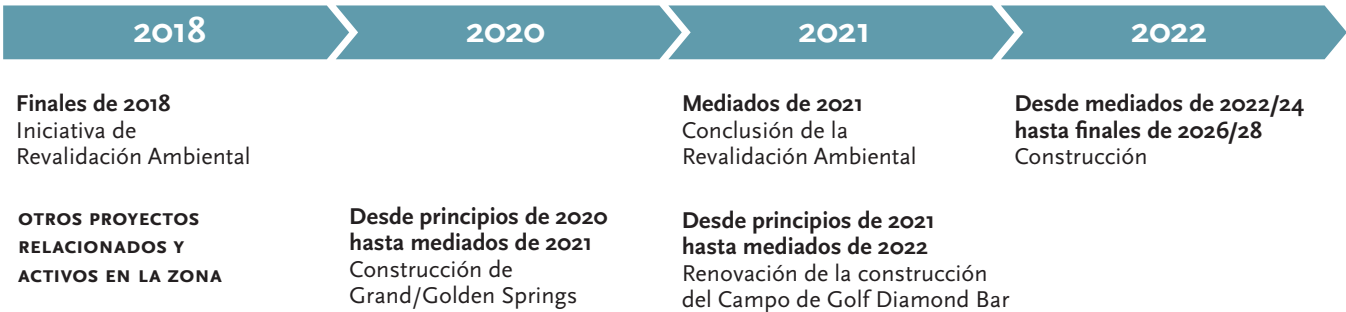 2018
2020
2021
2022
Finales de 2018
Iniciativa de
Revalidación Ambiental
Mediados de 2021
Conclusión de la
Revalidación Ambiental
Desde mediados de 2022/24
hasta finales de 2026/28
Construcción
OTROS PROYECTOS
RELACIONADOS Y
ACTIVOS EN LA ZONA
Desde principios de 2020
hasta mediados de 2021
Construcción de
Grand/Golden Springs
Desde principios de 2021
hasta mediados de 2022
Renovación de la construcción
del Campo de Golf Diamond Bar